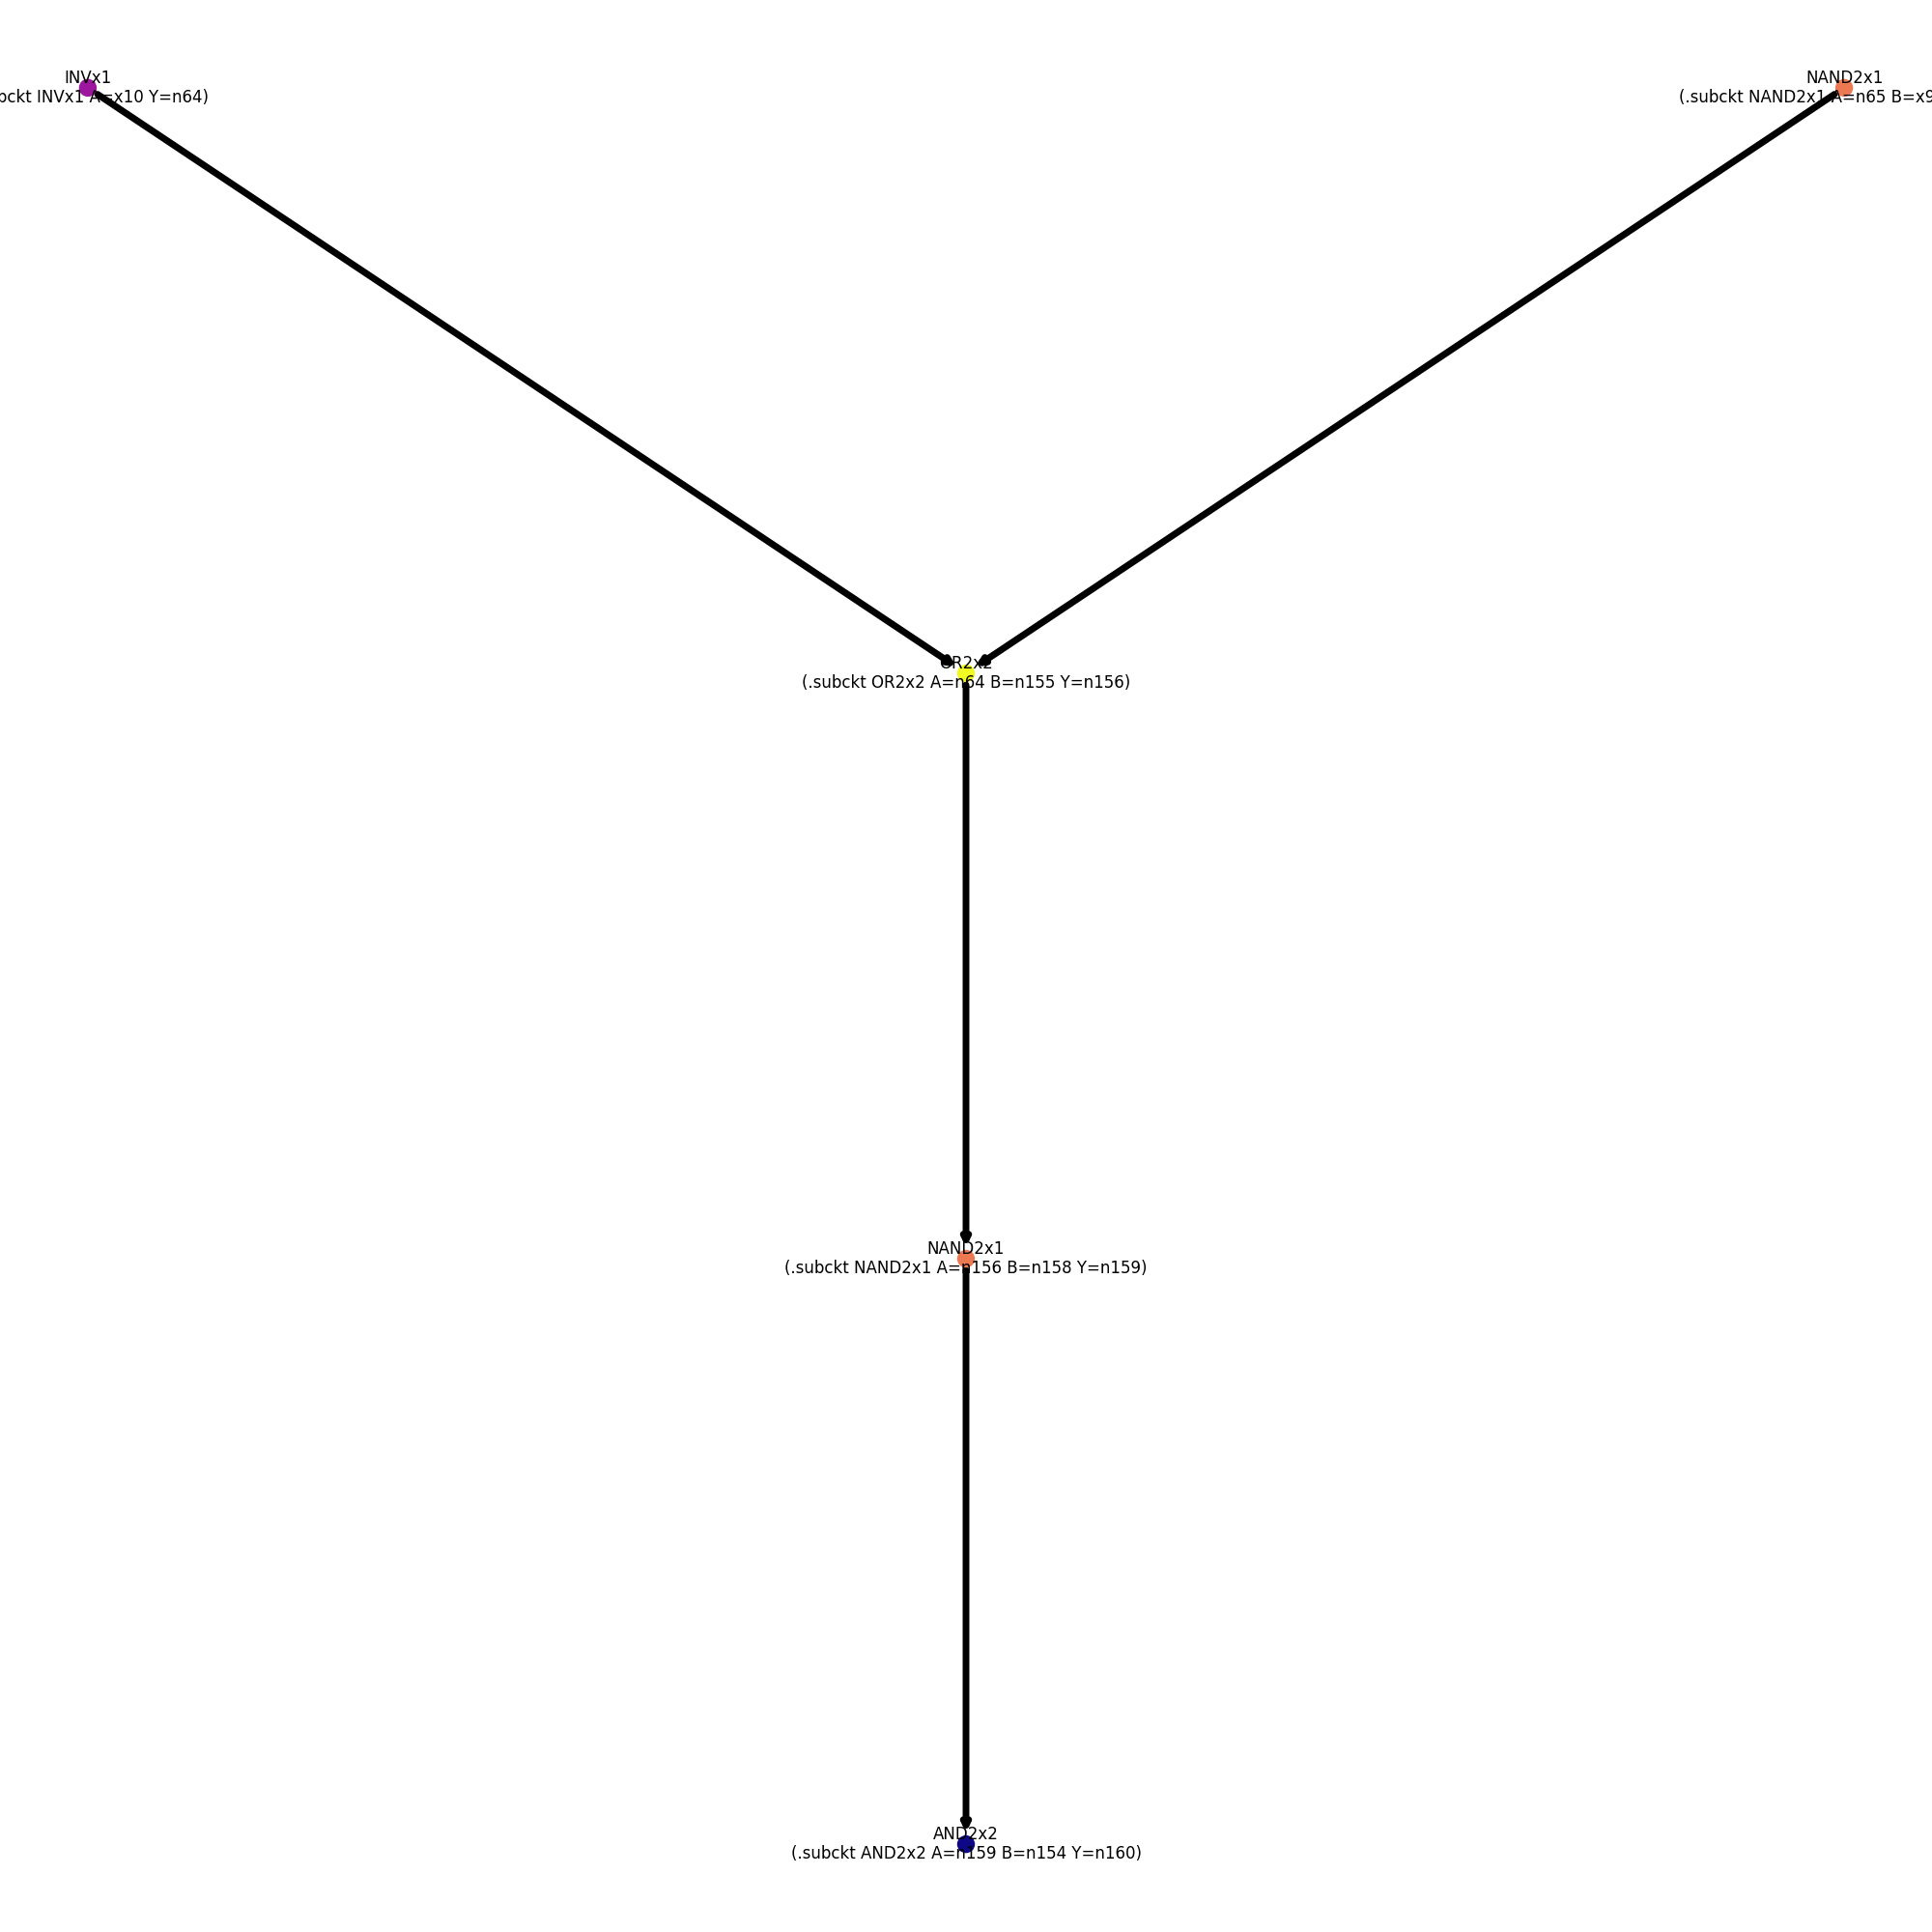 INVx1
NAND2x1
bckt INVx1 A=x10 Y=n64)
(.subckt NAND2x1 A=n65 B=x9
OR2x2
(.subckt OR2x2 A=n64 B=n155 Y=n156)
NAND2x1
(.subckt NAND2x1 A=n156 B=n158 Y=n159)
AND2x2
(.subckt AND2x2 A=n159 B=n154 Y=n160)